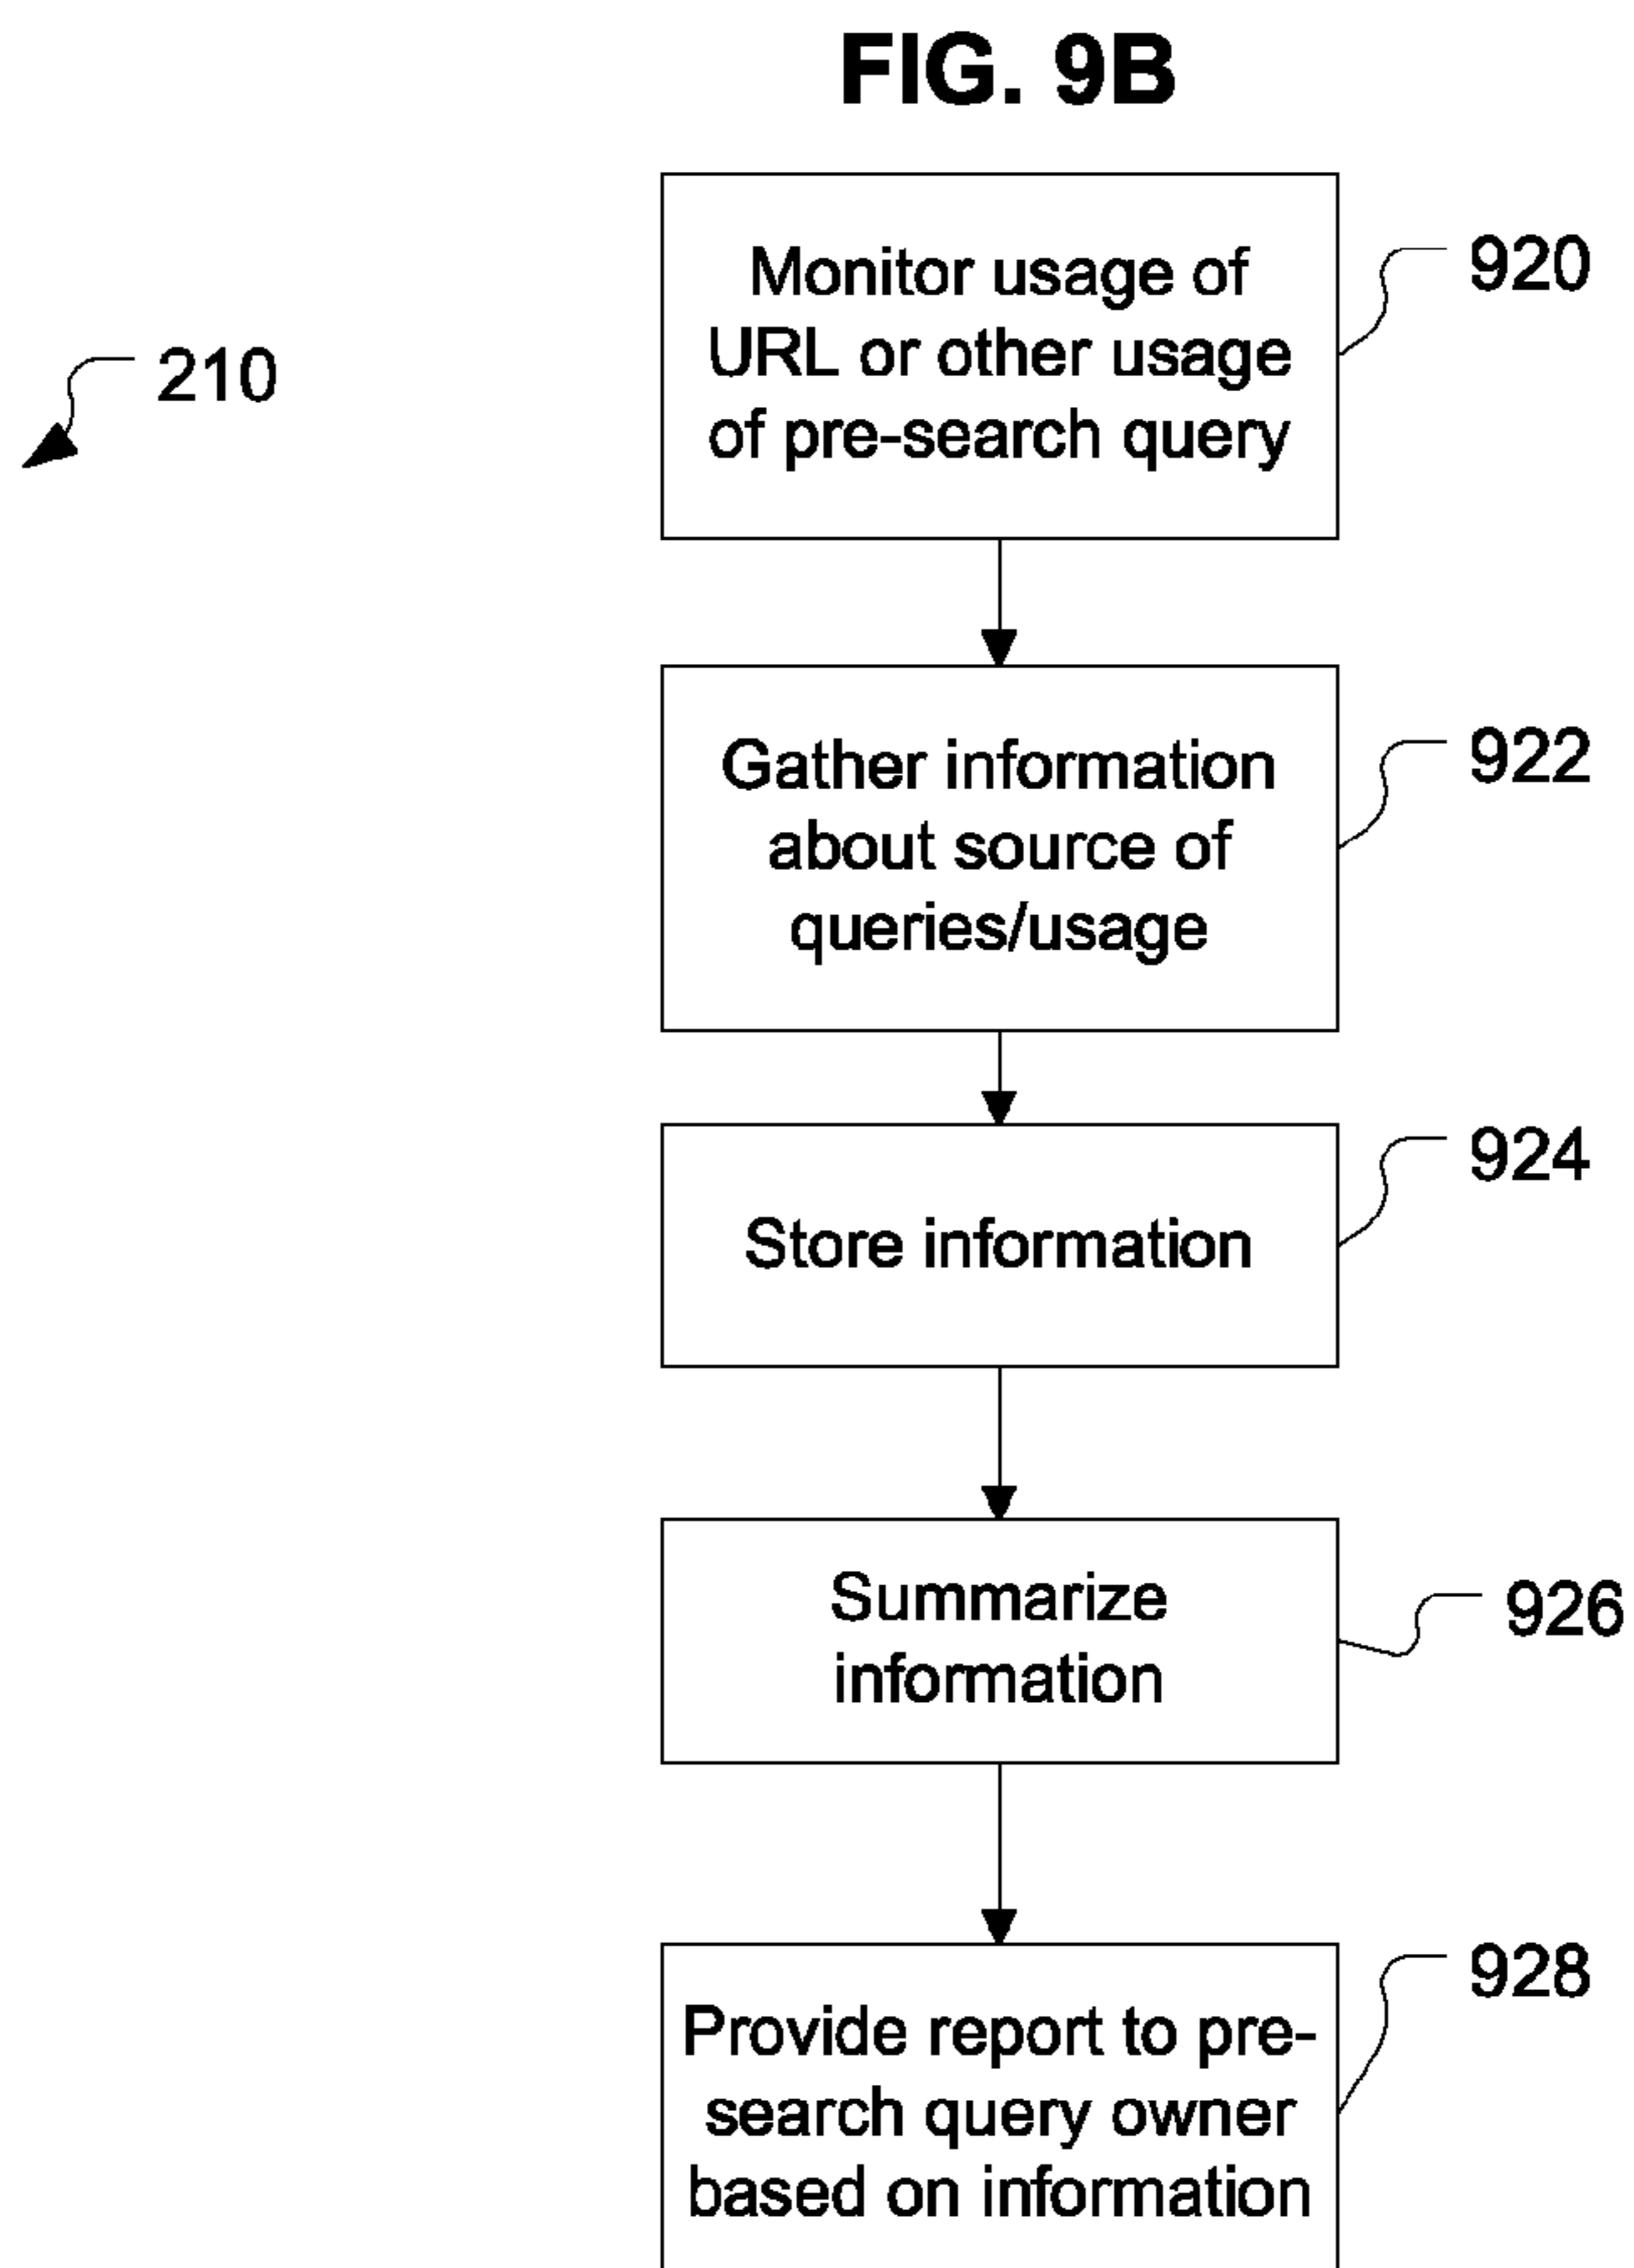 FIG. 9B
210
Monitor usage of
URL or other usage
of pre-search query
920
Gather information
about source of
queries/usage
922
Store information
924
Summarize
information
926
Provide report to pre-
search query owner
based on information
928